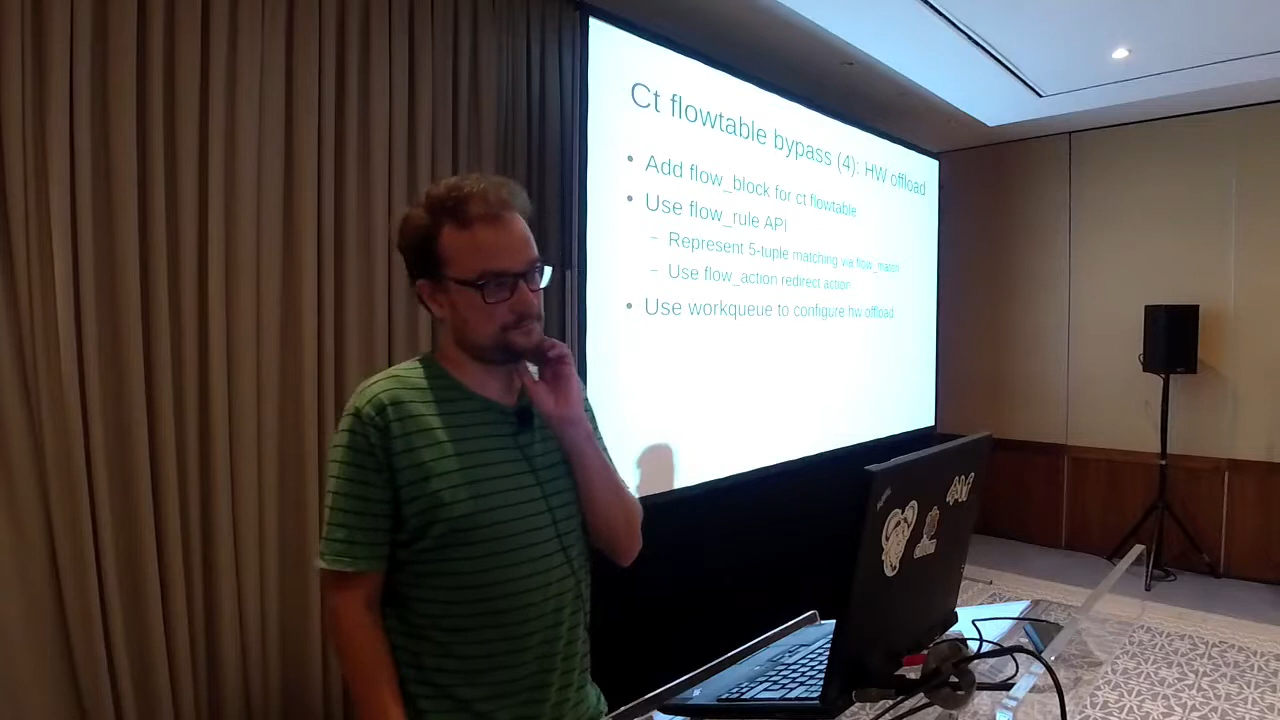 Ct flowtable bypass (4): HW offload
• Add flow_block for ct flowtable
• Use flow_rule API
– Represent 5-tuple matching via flow_match
– Use flow_action redirect action
• Use workqueue to configure hw offload